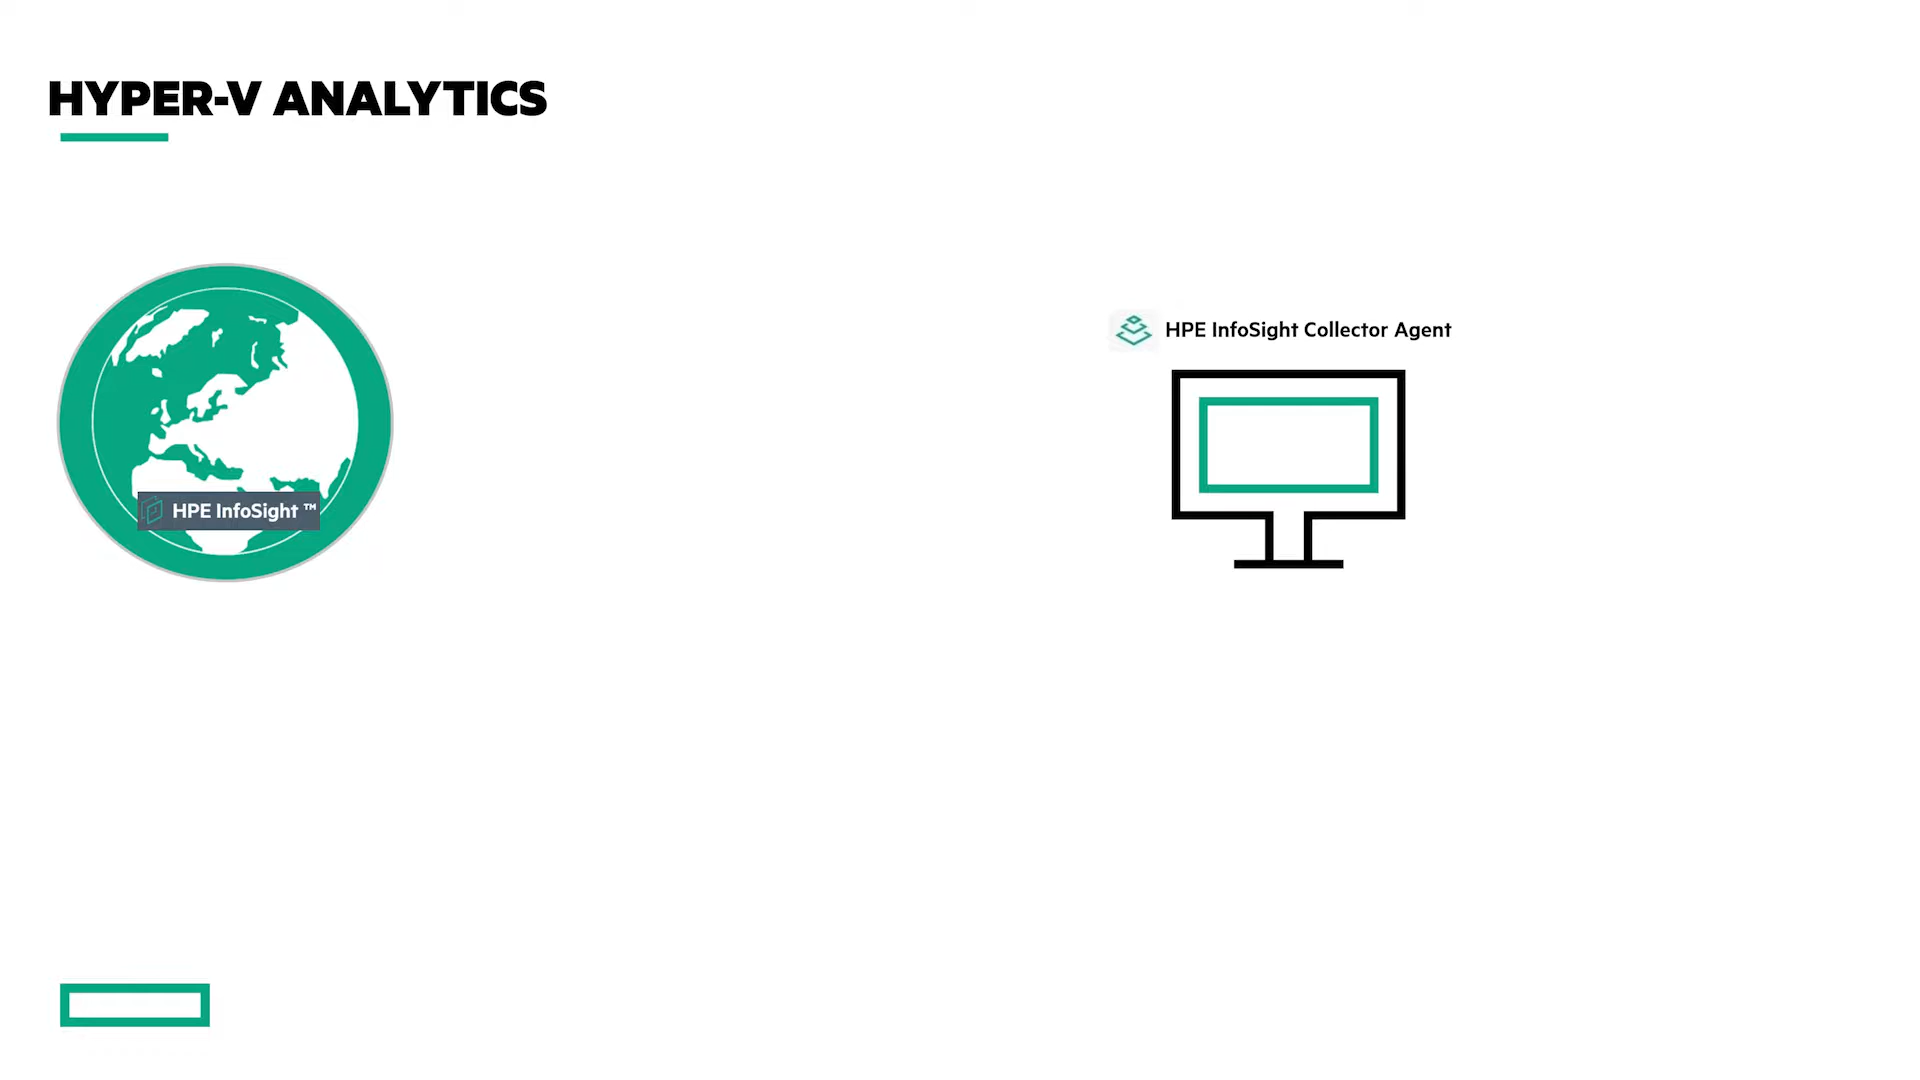 HYPER-V ANALYTICS
HPE InfoSight Collector Agent
HPE InfoSight ™